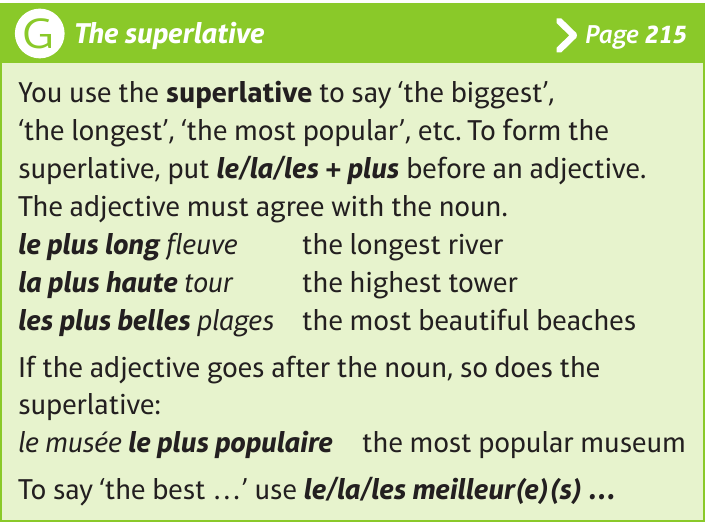 G The superlative Page 215
You use the superlative to say ‘the biggest’,
‘the longest’, ‘the most popular’, etc. To form the
superlative, put le/la/les + plus before an adjective.
The adjective must agree with the noun.
le plus long fleuve the longest river
la plus haute tour the highest tower
les plus belles plages the most beautiful beaches
If the adjective goes after the noun, so does the
superlative:
le musée le plus populaire the most popular museum
To say ‘the best …’ use le/la/les meilleur(e)(s) …